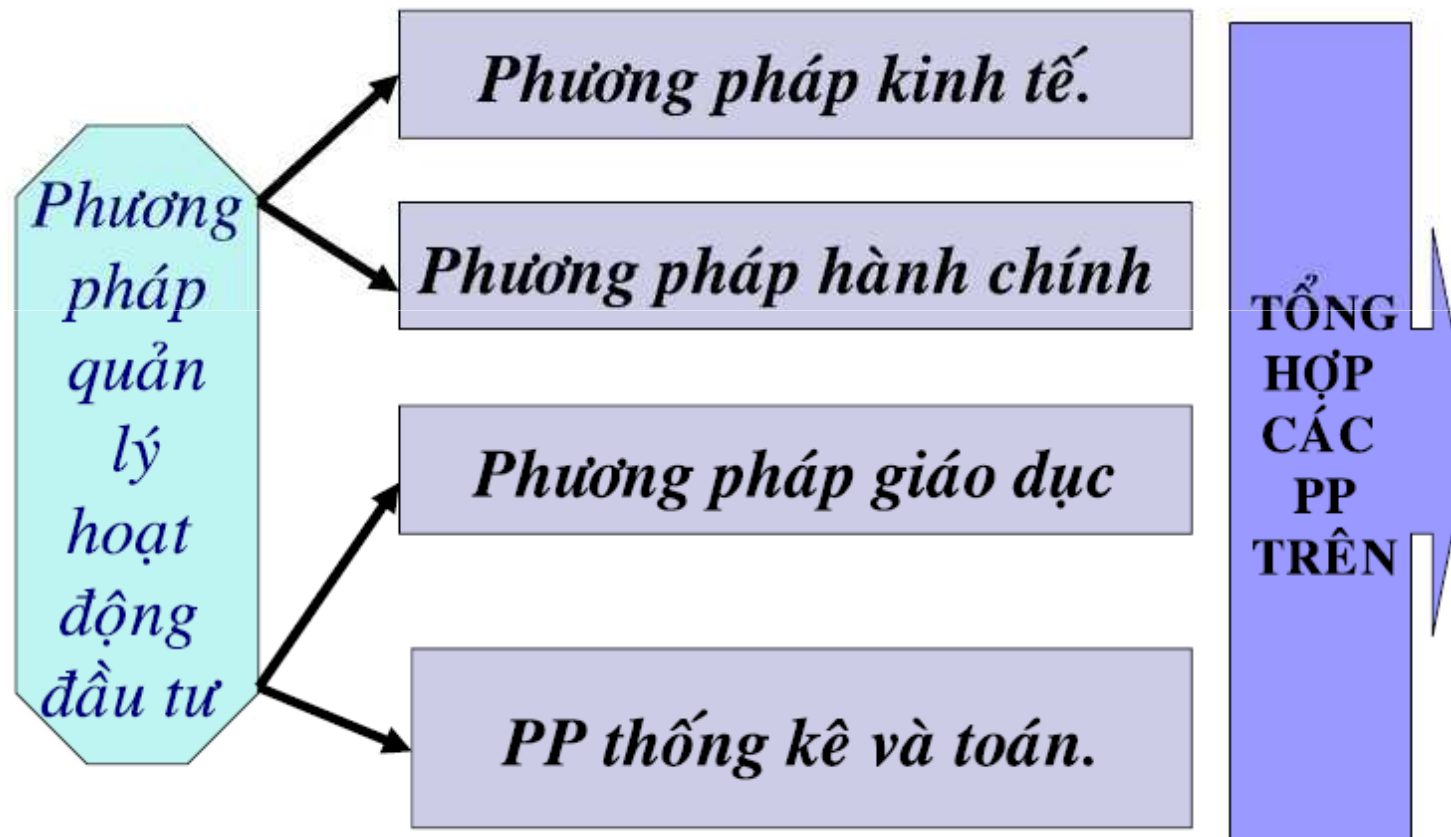 Phương
pháp
quản
lý
hoạt
động
đầu tư
Phương pháp kinh tế.
Phương pháp hành chính
Phương pháp giáo dục
PP thống kê và toán.
TỔNG
HỢP
CÁC
PP
TRÊN